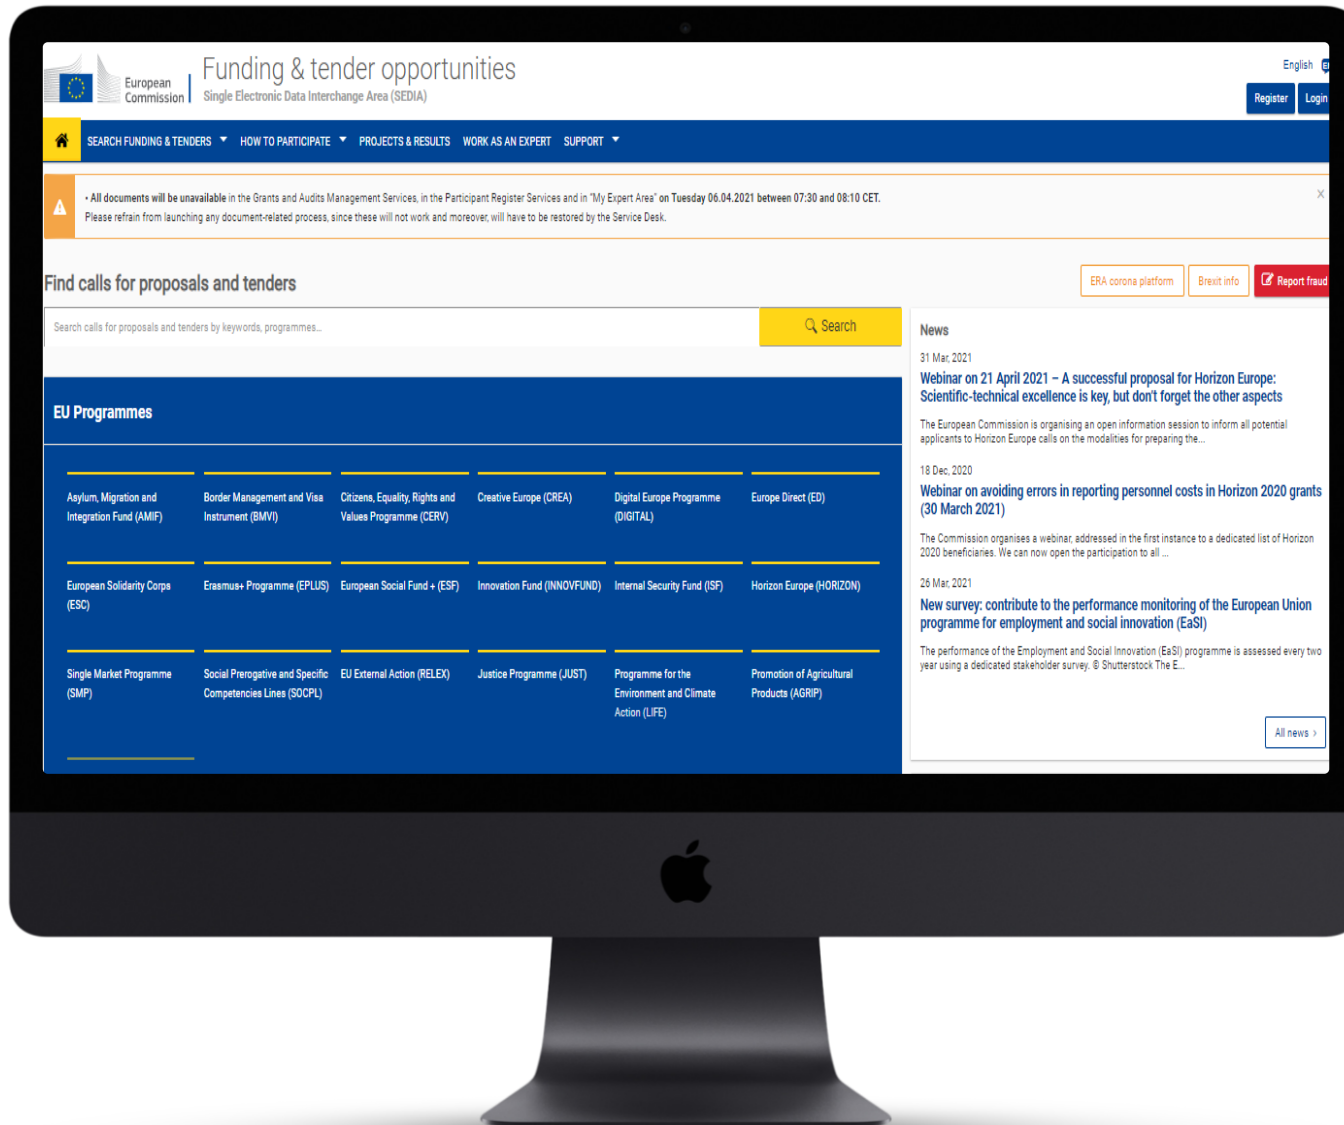 European
Commission
Funding & tender opportunities
Single Electronic Data Interchange Area (SEDIA)
English
Register
Login
SEARCH FUNDING & TENDERS
HOW TO PARTICIPATE
PROJECTS & RESULTS
WORK AS AN EXPERT
SUPPORT
• All documents will be unavailable in the Grants and Audits Management Services, in the Participant Register Services and in "My Expert Area" on Tuesday 06.04.2021 between 07:30 and 08:10 CET.
Please refrain from launching any document-related process, since these will not work and moreover, will have to be restored by the Service Desk.
Find calls for proposals and tenders
ERA corona platform
Brexit info
Report fraud
Search calls for proposals and tenders by keywords, programmes...
Search
EU Programmes
Asylum, Migration and
Integration Fund (AMIF)
Border Management and Visa
Instrument (BMVI)
Citizens, Equality, Rights and
Values Programme (CERV)
Creative Europe (CREA)
Digital Europe Programme
(DIGITAL)
Europe Direct (ED)
European Solidarity Corps
(ESC)
Erasmus+ Programme (EPLUS)
European Social Fund + (ESF)
Innovation Fund (INNOVFUND)
Internal Security Fund (ISF)
Horizon Europe (HORIZON)
Single Market Programme
(SMP)
Social Prerogative and Specific
Competencies Lines (SOCPL)
EU External Action (RELEX)
Justice Programme (JUST)
Programme for the
Environment and Climate
Action (LIFE)
Promotion of Agricultural
Products (AGRIP)
News
31 Mar, 2021
Webinar on 21 April 2021 – A successful proposal for Horizon Europe:
Scientific-technical excellence is key, but don't forget the other aspects
The European Commission is organising an open information session to inform all potential
applicants to Horizon Europe calls on the modalities for preparing the...
18 Dec, 2020
Webinar on avoiding errors in reporting personnel costs in Horizon 2020 grants
(30 March 2021)
The Commission organises a webinar, addressed in the first instance to a dedicated list of Horizon
2020 beneficiaries. We can now open the participation to all ...
26 Mar, 2021
New survey: contribute to the performance monitoring of the European Union
programme for employment and social innovation (EaSI)
The performance of the Employment and Social Innovation (EaSI) programme is assessed every two
year using a dedicated stakeholder survey. © Shutterstock The E...
All news >